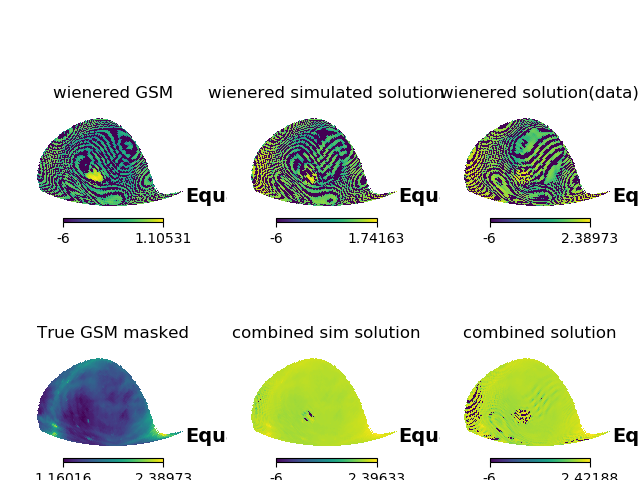 wienered GSM
wienered simulated solution
wienered solution(data)
Equ
Equ
Eq
-6 1.10531
-6 1.74163
-6 2.38973
True GSM masked
combined sim solution
combined solution
Equ
Equ
Eq
1.16016 2.38973
-6 2.39633
-6 2.42188